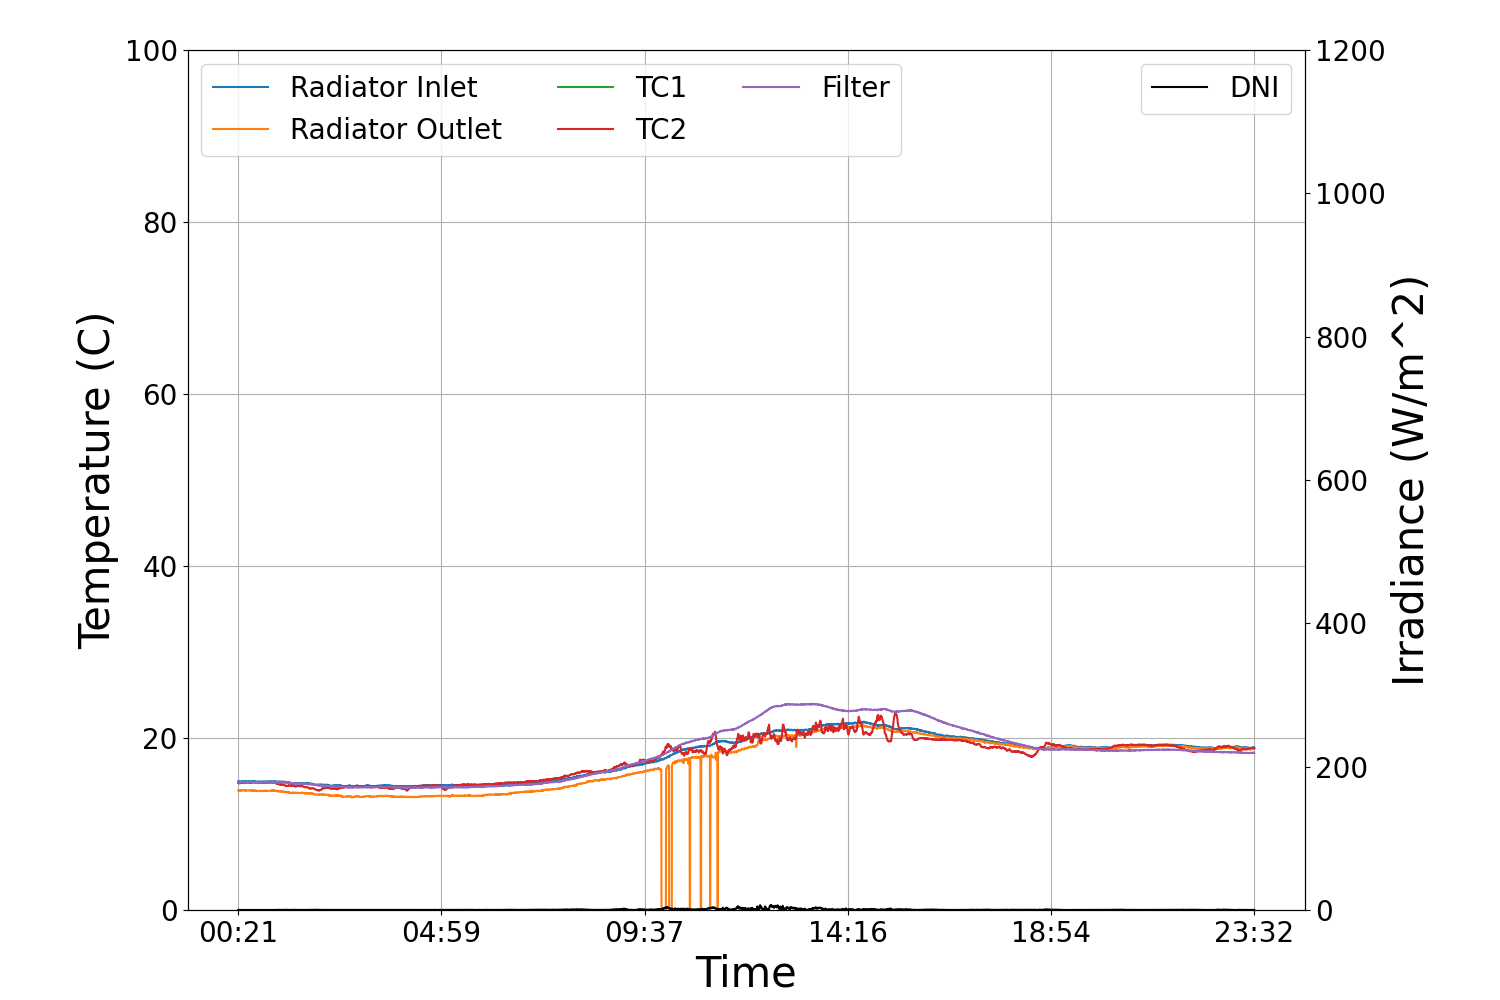 Radiator Inlet
Radiator Outlet
TC1
TC2
Filter
DNI
Temperature (C)
100
80
60
40
20
0
Irradiance (W/m^2)
1200
1000
800
600
400
200
0
00:21 04:59 09:37 14:16 18:54 23:32
Time